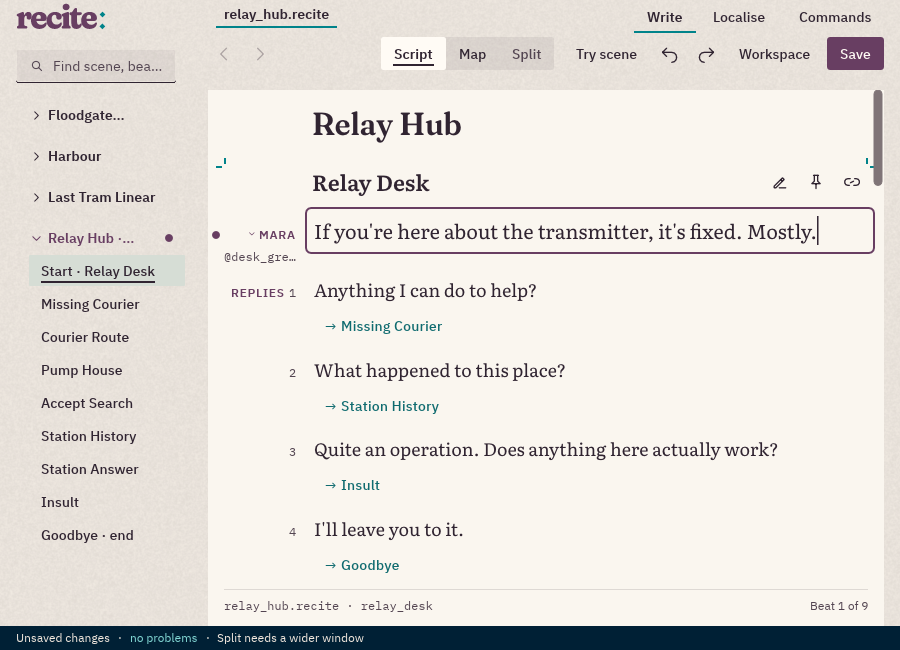 recite:
relay_hub.recite
Write
Localise
Commands
Find scene, bea...
Script
Map
Split
Try scene
Workspace
Save
Floodgate...
Harbour
Last Tram Linear
Relay Hub ·...
Start · Relay Desk
Missing Courier
Courier Route
Pump House
Accept Search
Station History
Station Answer
Insult
Goodbye · end
Relay Hub
Relay Desk
MARA
If you're here about the transmitter, it's fixed. Mostly.
@desk_gre…
REPLIES 1
Anything I can do to help?
→ Missing Courier
2
What happened to this place?
→ Station History
3
Quite an operation. Does anything here actually work?
→ Insult
4
I'll leave you to it.
→ Goodbye
relay_hub.recite · relay_desk
Beat 1 of 9
Unsaved changes · no problems · Split needs a wider window